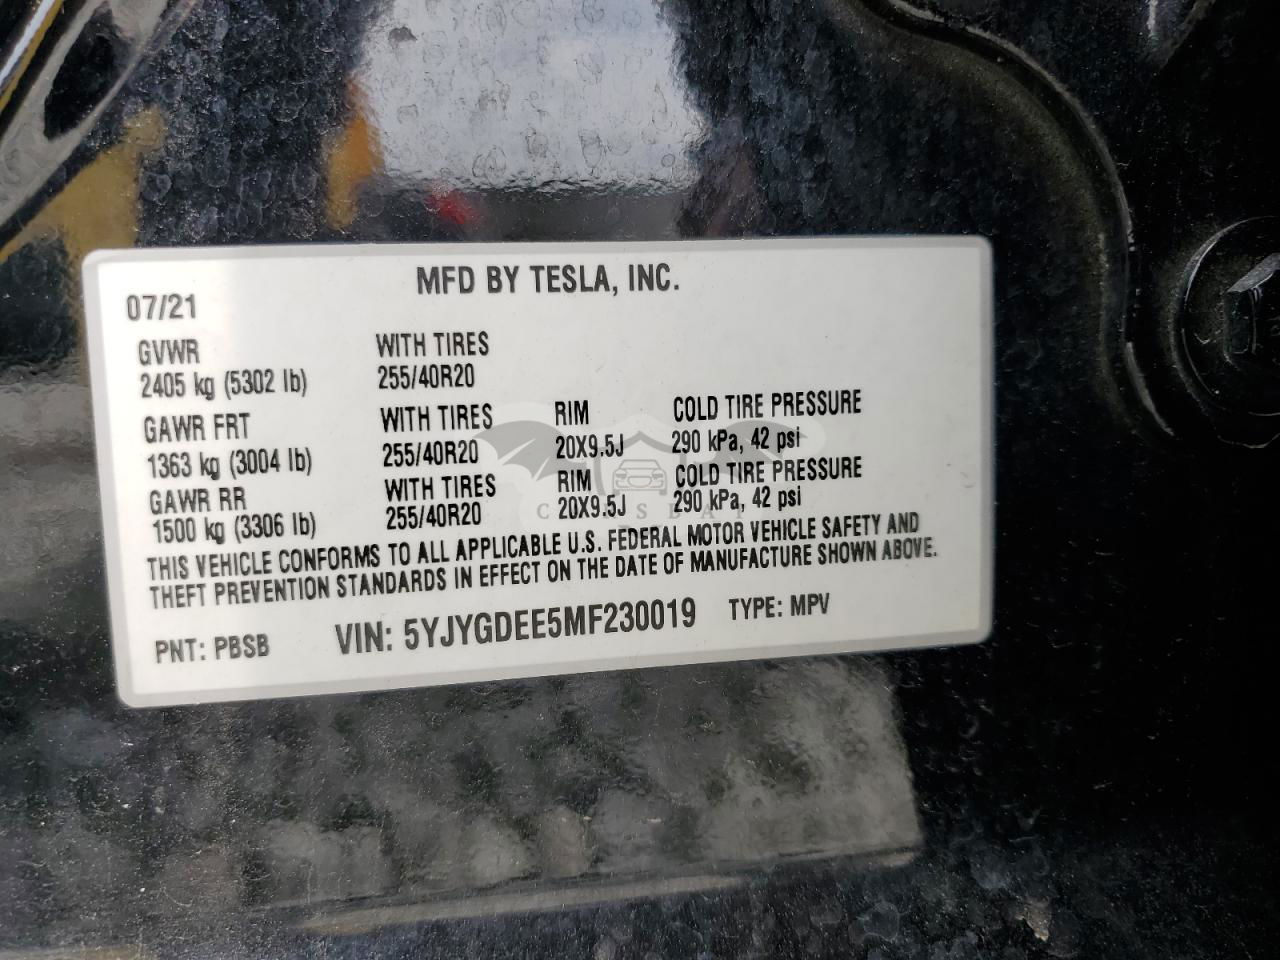 MFD BY TESLA, INC.
07/21
GVWR WITH TIRES
2405 kg (5302 lb) 255/40R20
GAWR FRT WITH TIRES RIM COLD TIRE PRESSURE
1363 kg (3004 lb) 255/40R20 20X9.5J 290 kPa, 42 psi
GAWR RR WITH TIRES RIM COLD TIRE PRESSURE
1500 kg (3306 lb) 255/40R20 20X9.5J 290 kPa, 42 psi
THIS VEHICLE CONFORMS TO ALL APPLICABLE U.S. FEDERAL MOTOR VEHICLE SAFETY AND
THEFT PREVENTION STANDARDS IN EFFECT ON THE DATE OF MANUFACTURE SHOWN ABOVE.
PNT: PBSB VIN: 5YJYGDEE5MF230019 TYPE: MPV